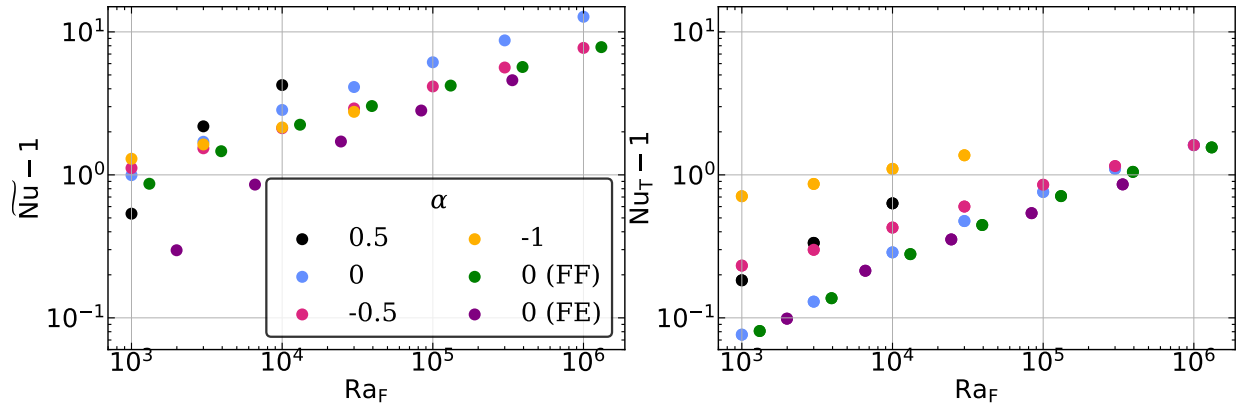 10¹
10⁰
10⁻¹
Ñu − 1
10³ 10⁴ 10⁵ 10⁶
Ra_F
α
0.5 -1
0 0 (FF)
-0.5 0 (FE)
10¹
10⁰
10⁻¹
Nu_T − 1
10³ 10⁴ 10⁵ 10⁶
Ra_F